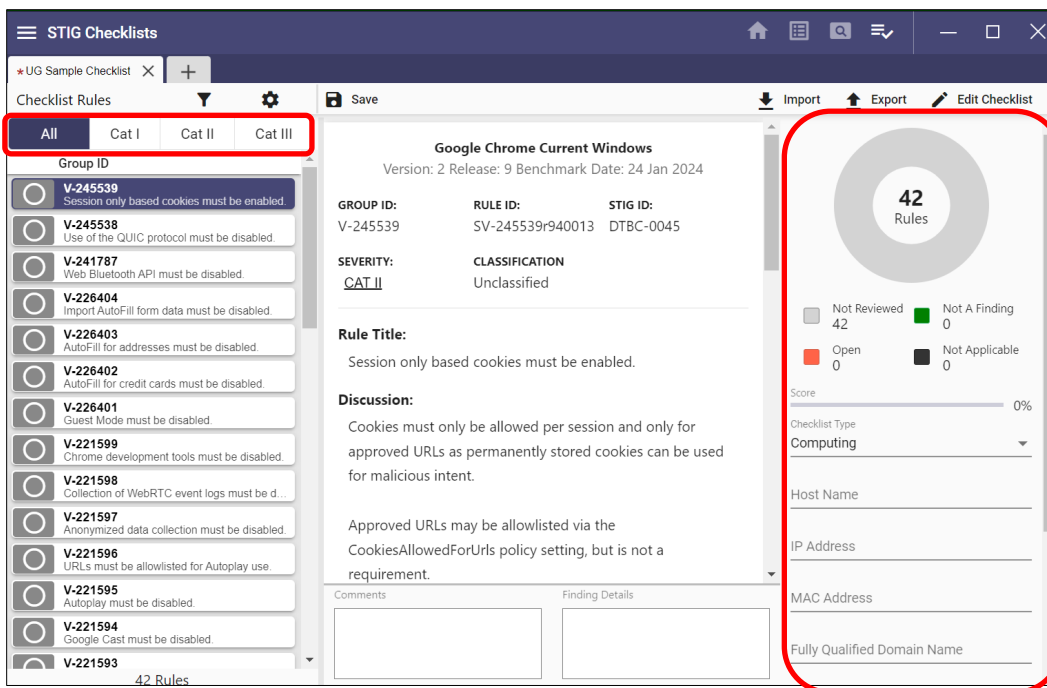 STIG Checklists
*UG Sample Checklist
Checklist Rules
Save
Import
Export
Edit Checklist
All
Cat I
Cat II
Cat III
Group ID
V-245539
Session only based cookies must be enabled.
V-245538
Use of the QUIC protocol must be disabled.
V-241787
Web Bluetooth API must be disabled.
V-226404
Import AutoFill form data must be disabled.
V-226403
AutoFill for addresses must be disabled.
V-226402
AutoFill for credit cards must be disabled.
V-226401
Guest Mode must be disabled.
V-221599
Chrome development tools must be disabled.
V-221598
Collection of WebRTC event logs must be d...
V-221597
Anonymized data collection must be disabled.
V-221596
URLs must be allowlisted for Autoplay use.
V-221595
Autoplay must be disabled.
V-221594
Google Cast must be disabled.
V-221593
42 Rules
Google Chrome Current Windows
Version: 2 Release: 9 Benchmark Date: 24 Jan 2024
GROUP ID: RULE ID: STIG ID:
V-245539 SV-245539r940013 DTBC-0045
SEVERITY: CLASSIFICATION
CAT II Unclassified
Rule Title:
Session only based cookies must be enabled.
Discussion:
Cookies must only be allowed per session and only for
approved URLs as permanently stored cookies can be used
for malicious intent.
Approved URLs may be allowlisted via the
CookiesAllowedForUrls policy setting, but is not a
requirement.
Comments
Finding Details
42
Rules
Not Reviewed
42
Not A Finding
0
Open
0
Not Applicable
0
Score
0%
Checklist Type
Computing
Host Name
IP Address
MAC Address
Fully Qualified Domain Name